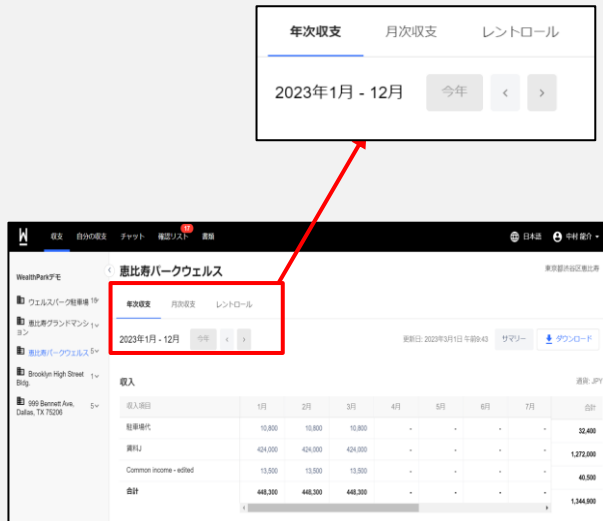 年次収支 月次収支 レントロール
2023年1月 - 12月 今年 < >
収支 自分の収支 チャット 確認リスト 17 書類 日本語 中村 龍介
WealthParkデモ
恵比寿パークウェルス 東京都渋谷区恵比寿
ウエルスパーク駐車場
恵比寿グランドマンション 1
恵比寿パークウェルス 5
Brooklyn High Street Bldg. 1
999 Bennett Ave, Dallas, TX 75206 5
年次収支 月次収支 レントロール
2023年1月 - 12月 今年 < > 更新日: 2023年3月1日 午前9:43 サマリー ダウンロード
収入 通貨: JPY
収入項目 1月 2月 3月 4月 5月 6月 7月 合計
駐車場代 10,800 10,800 10,800 - - - - 32,400
賃料J 424,000 424,000 424,000 - - - - 1,272,000
Common income - edited 13,500 13,500 13,500 - - - - 40,500
合計 448,300 448,300 448,300 - - - - 1,344,900